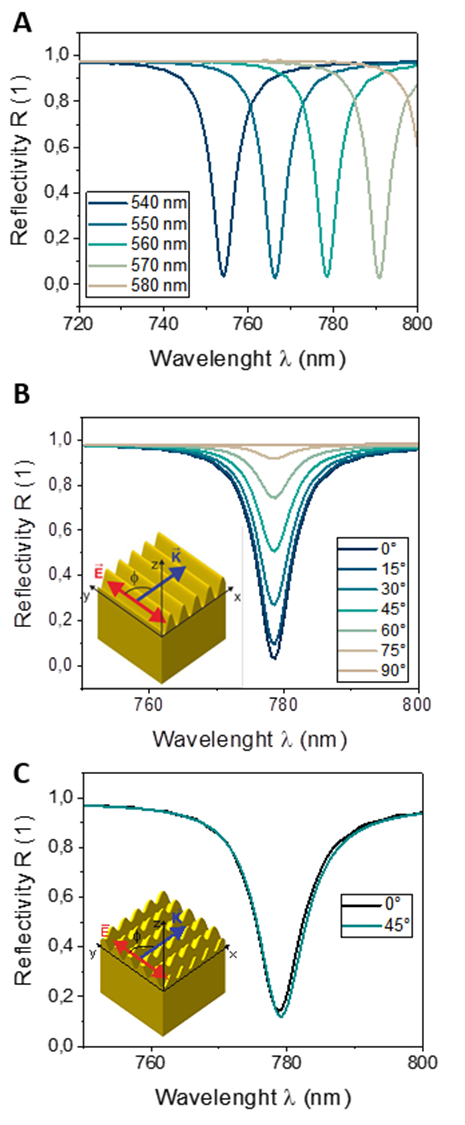 A
Reflectivity R (1)
1,0
0,8
0,6
0,4
0,2
0,0
540 nm
550 nm
560 nm
570 nm
580 nm
720 740 760 780 800
Wavelenght λ (nm)
B
Reflectivity R (1)
1,0
0,8
0,6
0,4
0,2
0,0
E K z ϕ y x
0°
15°
30°
45°
60°
75°
90°
760 780 800
Wavelenght λ (nm)
C
Reflectivity R (1)
1,0
0,8
0,6
0,4
0,2
0,0
E K z ϕ y x
0°
45°
760 780 800
Wavelenght λ (nm)